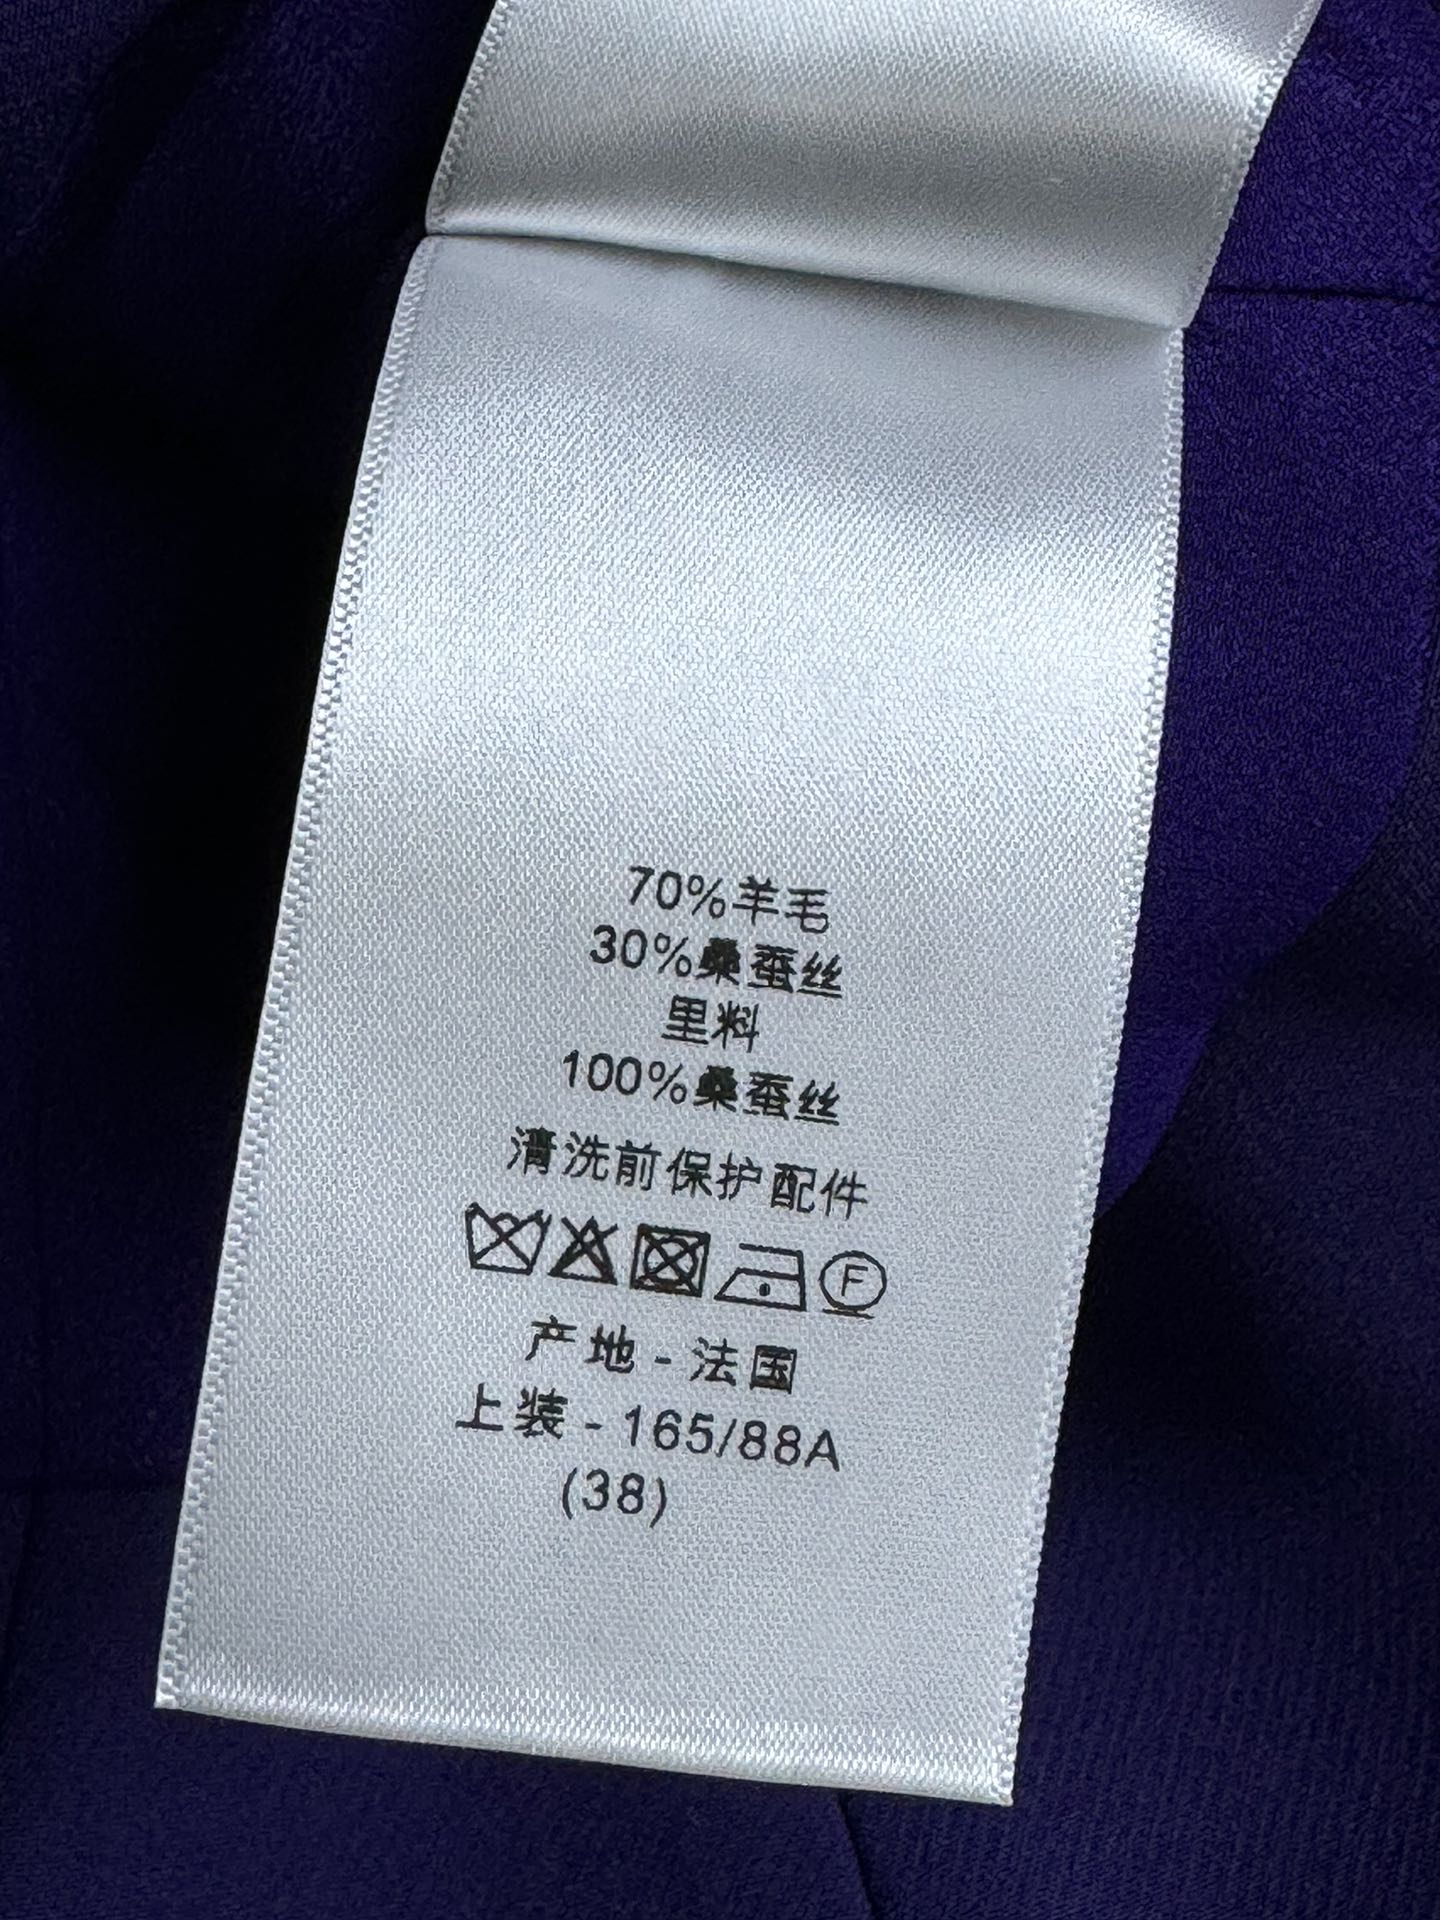 70%羊毛
30%桑蚕丝
里料
100%桑蚕丝
清洗前保护配件
F
产地-法国
上装-165/88A
(38)